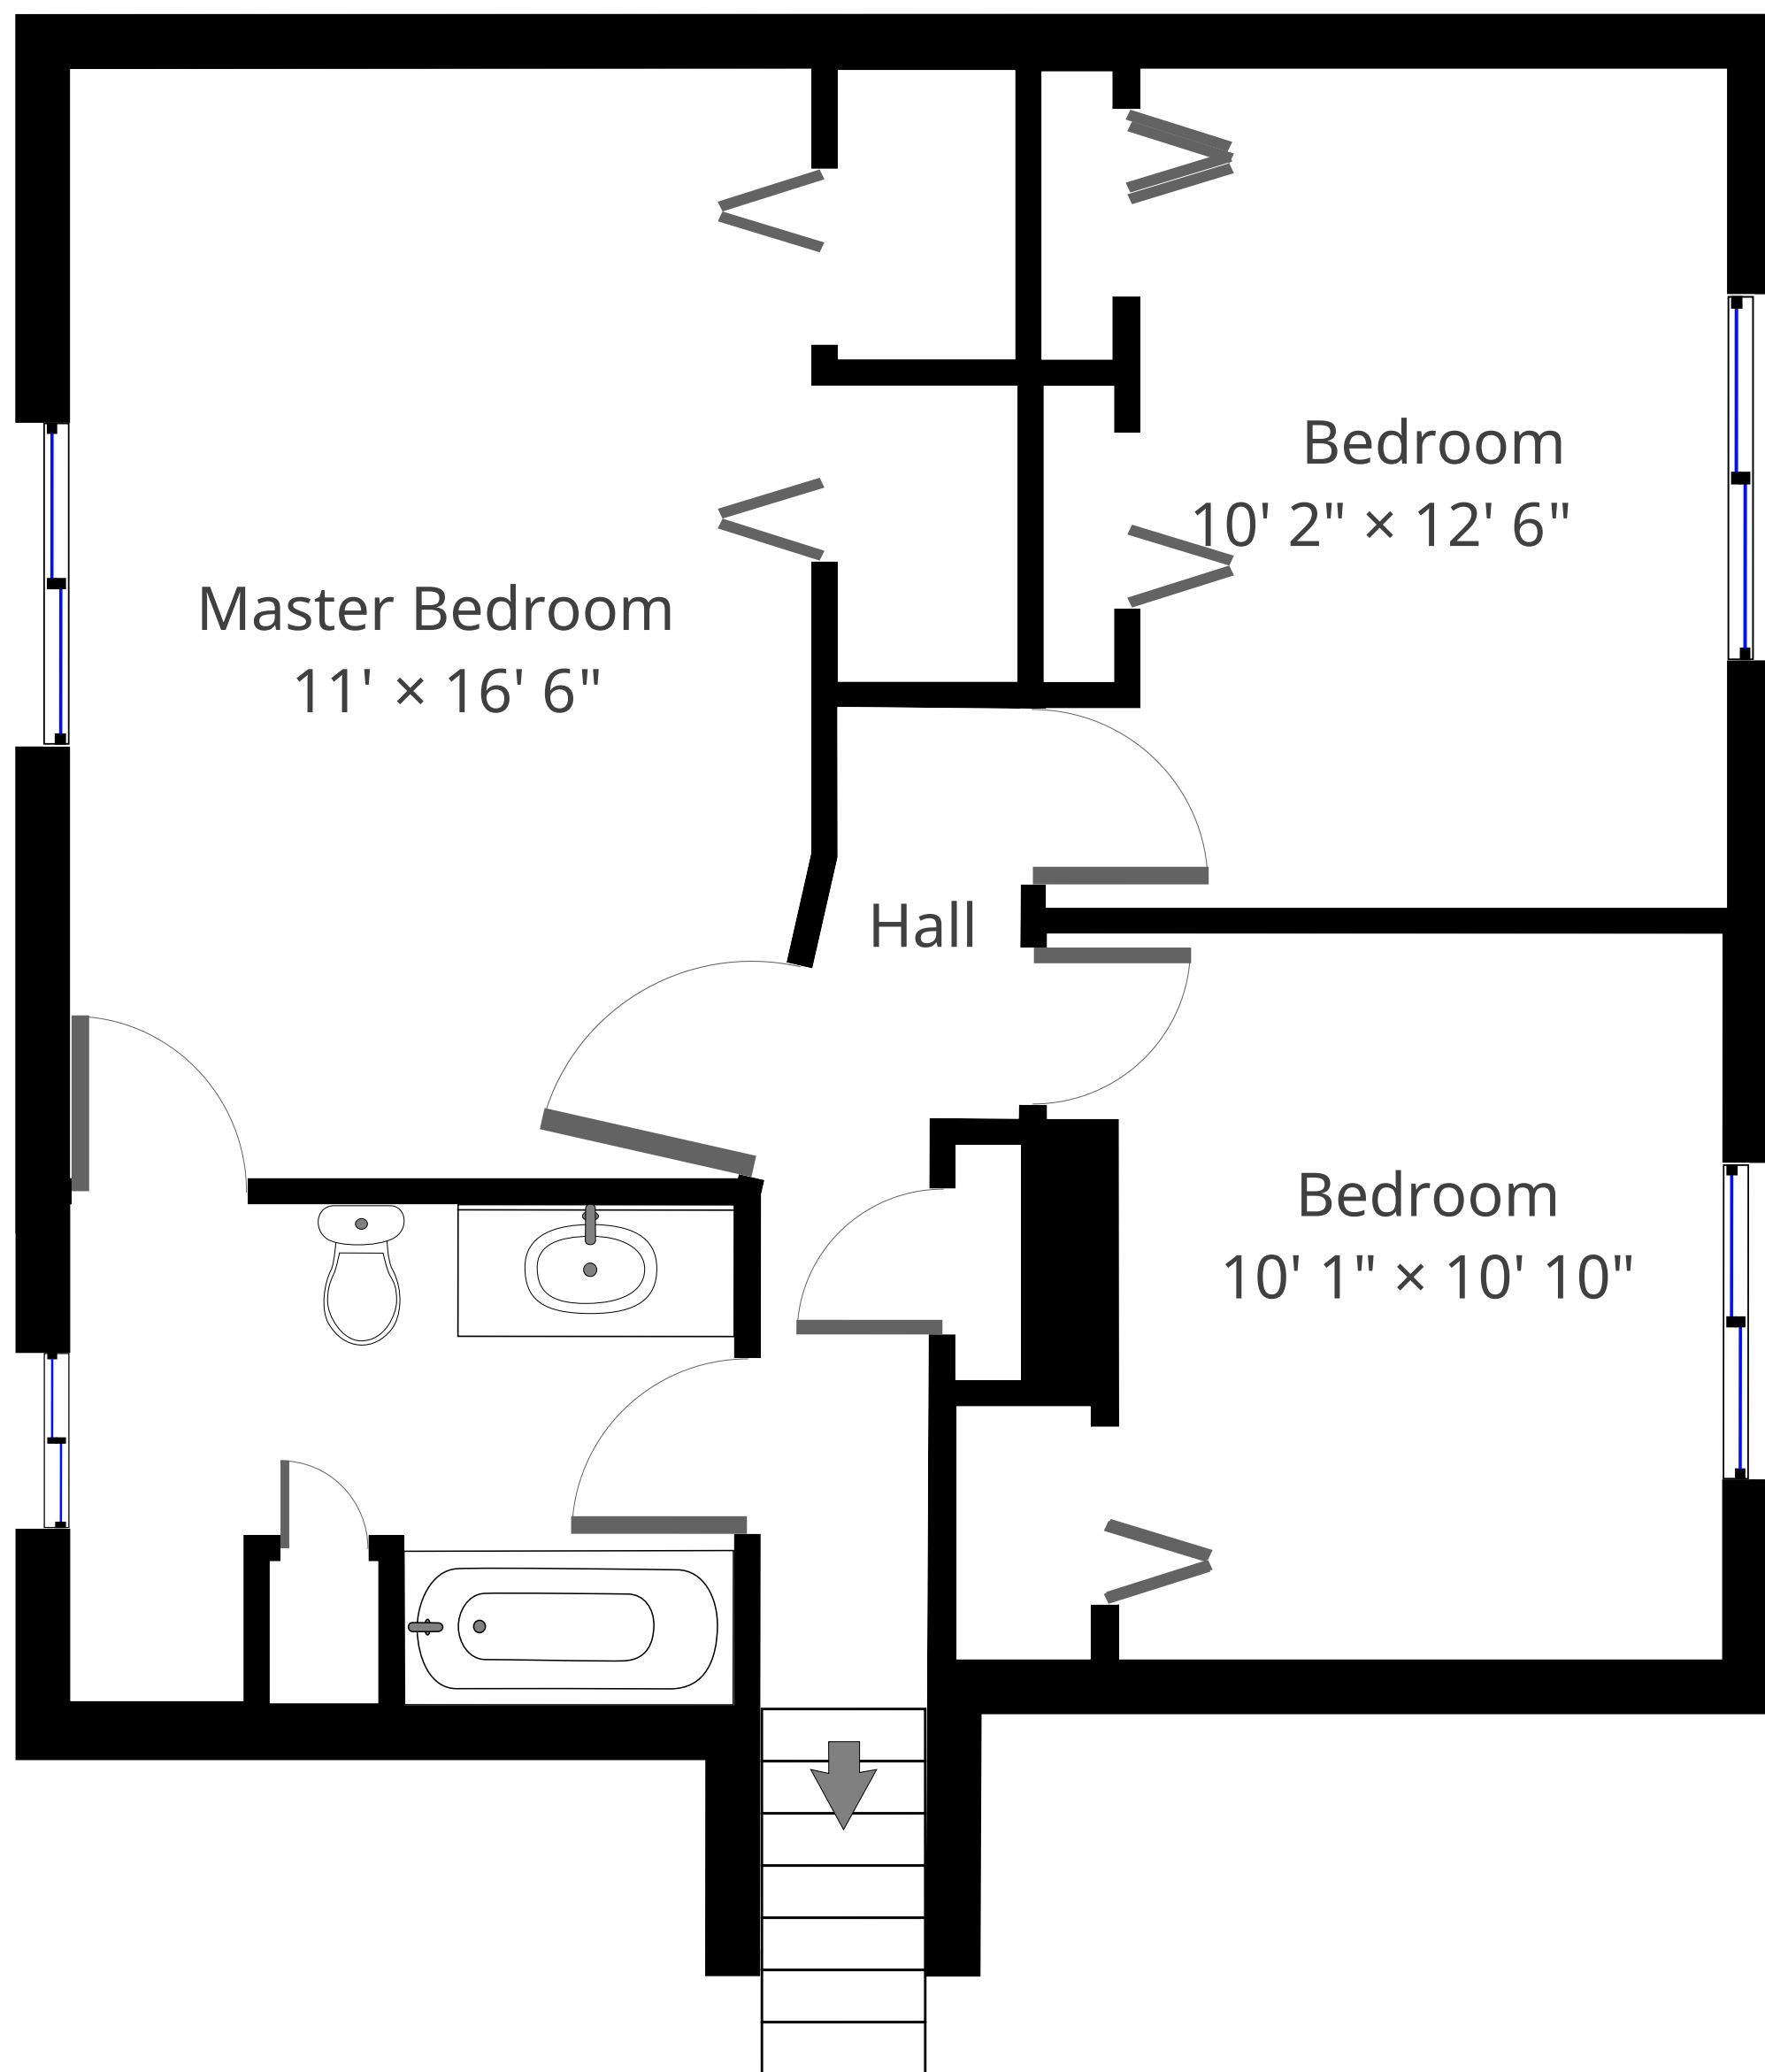 Bedroom
10' 2" × 12' 6"
Master Bedroom
11' × 16' 6"
Hall
Bedroom
10' 1" × 10' 10"